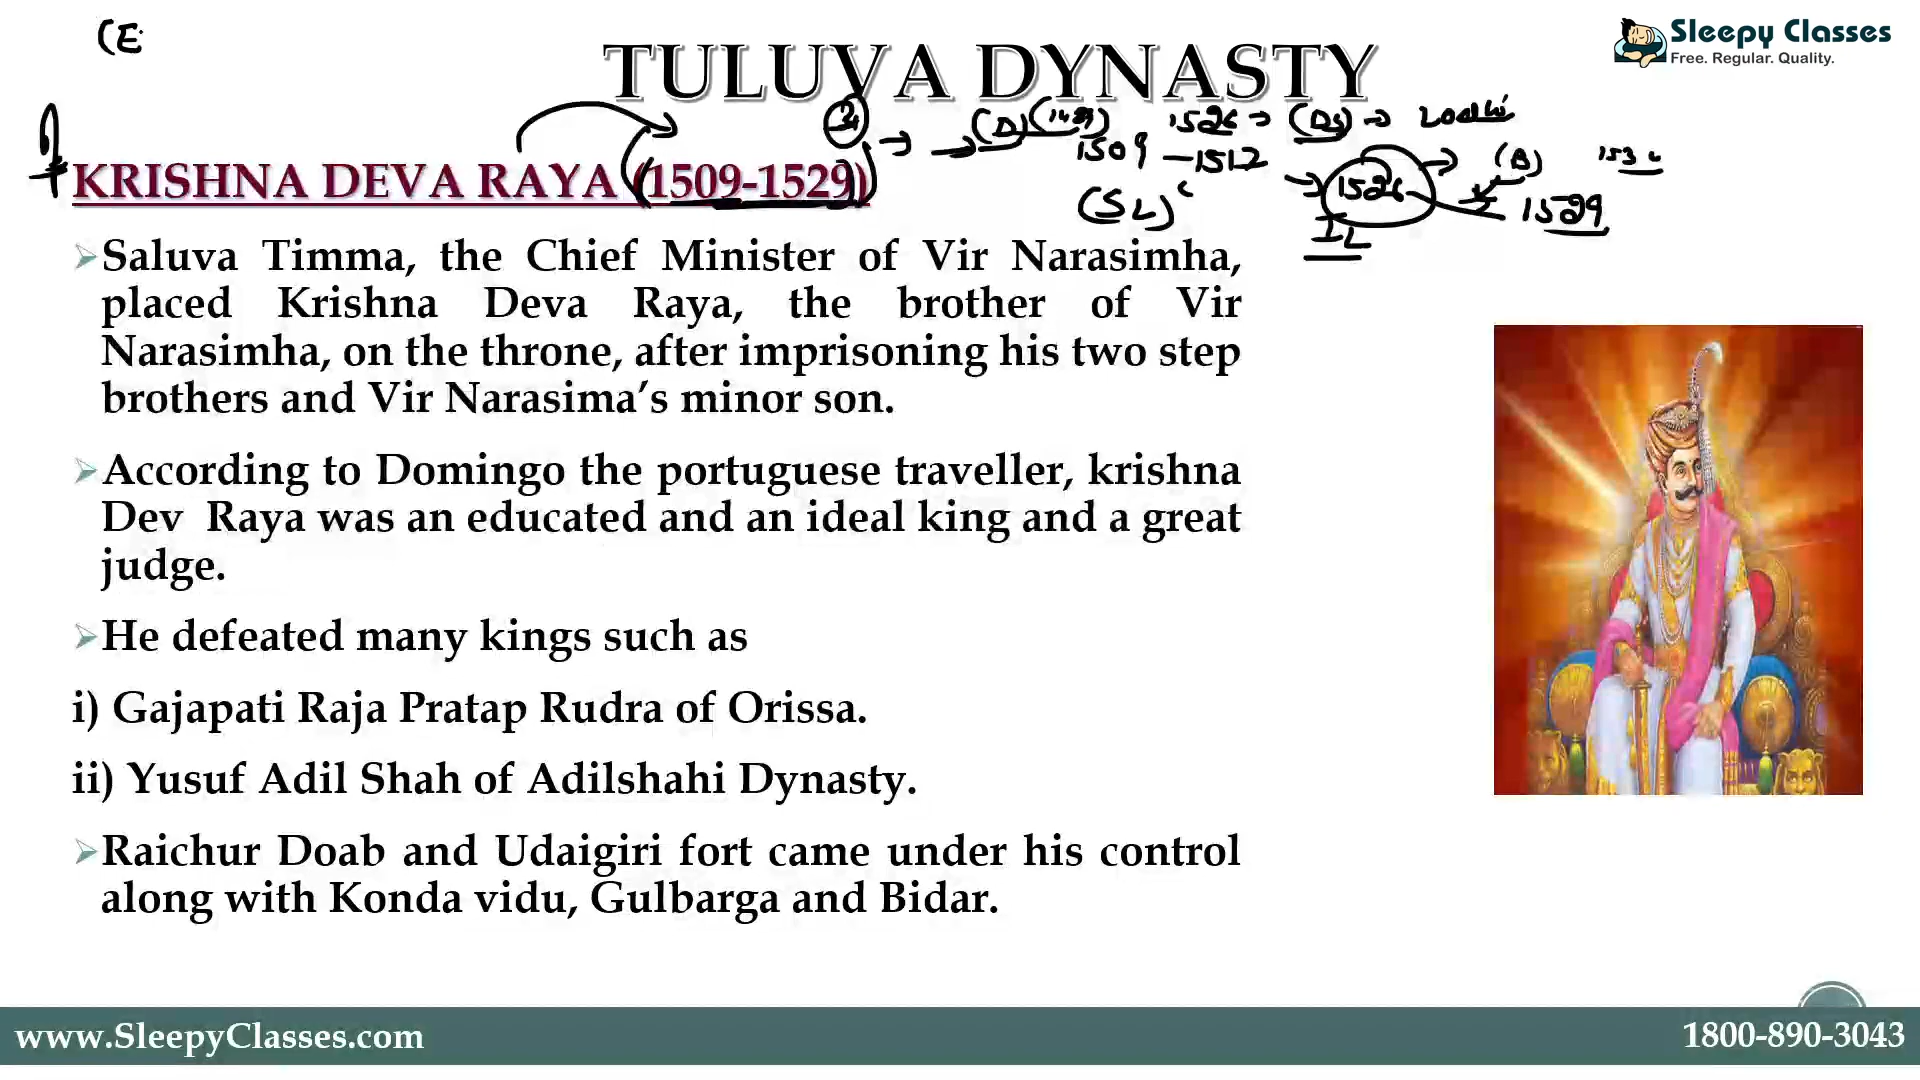 (E
Sleepy Classes
Free. Regular. Quality.
TULUVA DYNASTY
(D) 1526 → (DS) → Lodhi
1509 – 1512 → 1526 → (B)
KRISHNA DEVA RAYA (1509-1529)
(SL) 1529
IL
➢Saluva Timma, the Chief Minister of Vir Narasimha,
placed Krishna Deva Raya, the brother of Vir
Narasimha, on the throne, after imprisoning his two step
brothers and Vir Narasima's minor son.
➢According to Domingo the portuguese traveller, krishna
Dev Raya was an educated and an ideal king and a great
judge.
➢He defeated many kings such as
i) Gajapati Raja Pratap Rudra of Orissa.
ii) Yusuf Adil Shah of Adilshahi Dynasty.
➢Raichur Doab and Udaigiri fort came under his control
along with Konda vidu, Gulbarga and Bidar.
www.SleepyClasses.com
1800-890-3043